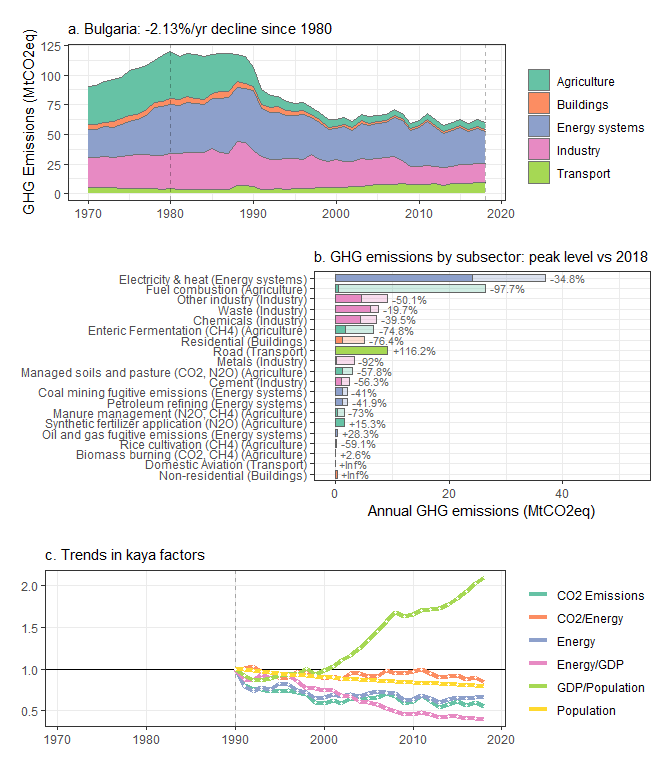 a. Bulgaria: -2.13%/yr decline since 1980
GHG Emissions (MtCO2eq)
125
100
75
50
25
0
1970
1980
1990
2000
2010
2020
Agriculture
Buildings
Energy systems
Industry
Transport
b. GHG emissions by subsector: peak level vs 2018
Electricity & heat (Energy systems) -34.8%
Fuel combustion (Agriculture) -97.7%
Other industry (Industry) -50.1%
Waste (Industry) -19.7%
Chemicals (Industry) -39.5%
Enteric Fermentation (CH4) (Agriculture) -74.8%
Residential (Buildings) -76.4%
Road (Transport) +116.2%
Metals (Industry) -92%
Managed soils and pasture (CO2, N2O) (Agriculture) -57.8%
Cement (Industry) -56.3%
Coal mining fugitive emissions (Energy systems) -41%
Petroleum refining (Energy systems) -41.9%
Manure management (N2O, CH4) (Agriculture) -73%
Synthetic fertilizer application (N2O) (Agriculture) +15.3%
Oil and gas fugitive emissions (Energy systems) +28.3%
Rice cultivation (CH4) (Agriculture) -59.1%
Biomass burning (CO2, CH4) (Agriculture) +2.6%
Domestic Aviation (Transport) +Inf%
Non-residential (Buildings) +Inf%
0
20
40
Annual GHG emissions (MtCO2eq)
c. Trends in kaya factors
2.0
1.5
1.0
0.5
1970
1980
1990
2000
2010
2020
CO2 Emissions
CO2/Energy
Energy
Energy/GDP
GDP/Population
Population